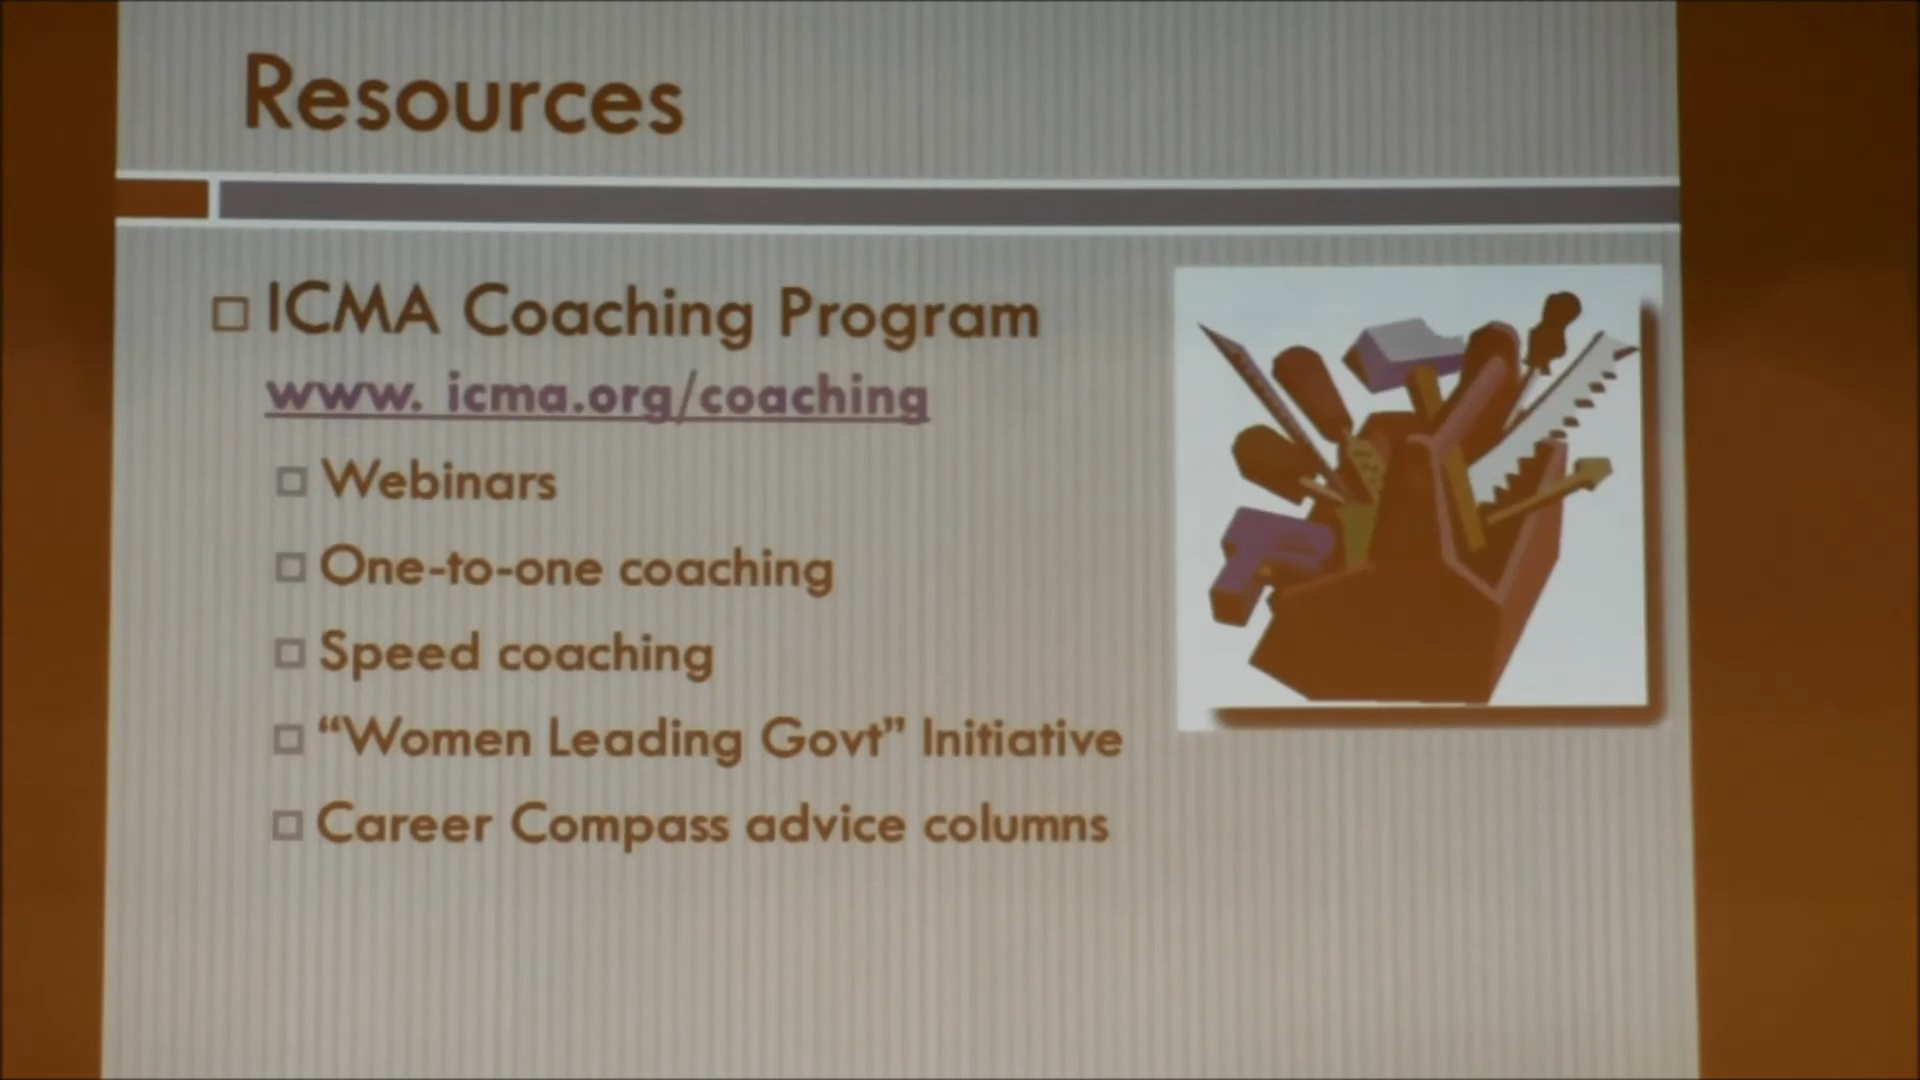 Resources
ICMA Coaching Program
www. icma.org/coaching
Webinars
One-to-one coaching
Speed coaching
“Women Leading Govt” Initiative
Career Compass advice columns